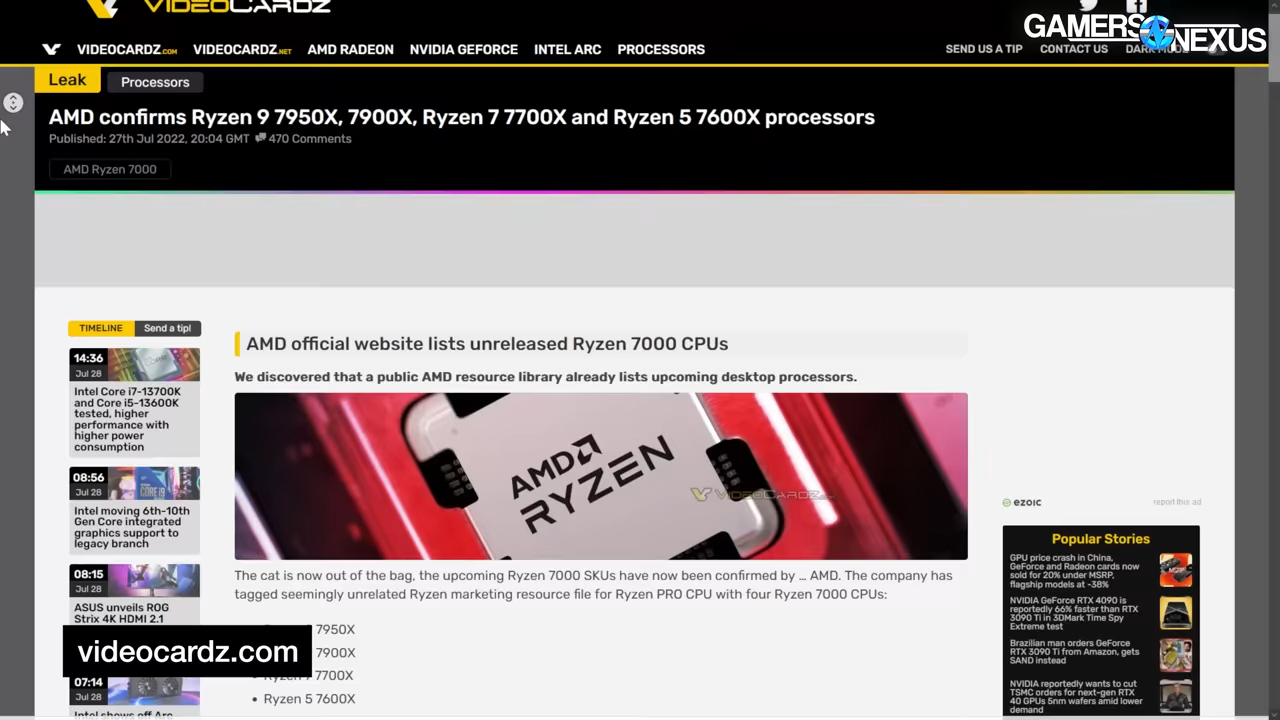 VIDEOCARDZ
GAMERS NEXUS
VIDEOCARDZ.COM
VIDEOCARDZ.NET
AMD RADEON
NVIDIA GEFORCE
INTEL ARC
PROCESSORS
SEND US A TIP
CONTACT US
DARK MODE
Leak
Processors
AMD confirms Ryzen 9 7950X, 7900X, Ryzen 7 7700X and Ryzen 5 7600X processors
Published: 27th Jul 2022, 20:04 GMT 470 Comments
AMD Ryzen 7000
TIMELINE
Send a tip!
14:36
Jul 28
Intel Core i7-13700K
and Core i5-13600K
tested, higher
performance with
higher power
consumption
08:56
Jul 28
Intel moving 6th-10th
Gen Core integrated
graphics support to
legacy branch
08:15
Jul 28
ASUS unveils ROG
Strix 4K HDMI 2.1
07:14
Jul 28
Intel shows off Arc
AMD official website lists unreleased Ryzen 7000 CPUs
We discovered that a public AMD resource library already lists upcoming desktop processors.
AMD
RYZEN
VIDEOCARDZ
The cat is now out of the bag, the upcoming Ryzen 7000 SKUs have now been confirmed by … AMD. The company has
tagged seemingly unrelated Ryzen marketing resource file for Ryzen PRO CPU with four Ryzen 7000 CPUs:
7950X
7900X
7700X
• Ryzen 5 7600X
videocardz.com
ezoic
report this ad
Popular Stories
GPU price crash in China,
GeForce and Radeon cards now
sold for 20% under MSRP,
flagship models at -38%
NVIDIA GeForce RTX 4090 is
reportedly 66% faster than RTX
3090 Ti in 3DMark Time Spy
Extreme test
Brazilian man orders GeForce
RTX 3090 Ti from Amazon, gets
SAND instead
NVIDIA reportedly wants to cut
TSMC orders for next-gen RTX
40 GPUs 5nm wafers amid lower
demand